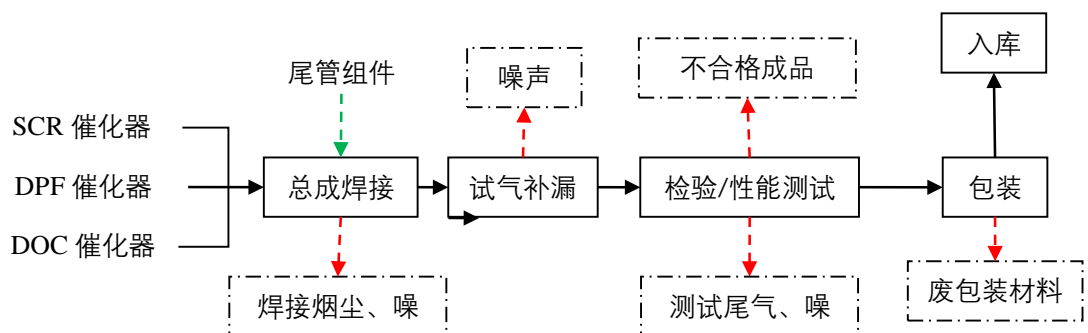 入库
尾管组件
噪声
不合格成品
SCR 催化器
DPF 催化器
DOC 催化器
总成焊接
试气补漏
检验/性能测试
包装
焊接烟尘、噪
测试尾气、噪
废包装材料